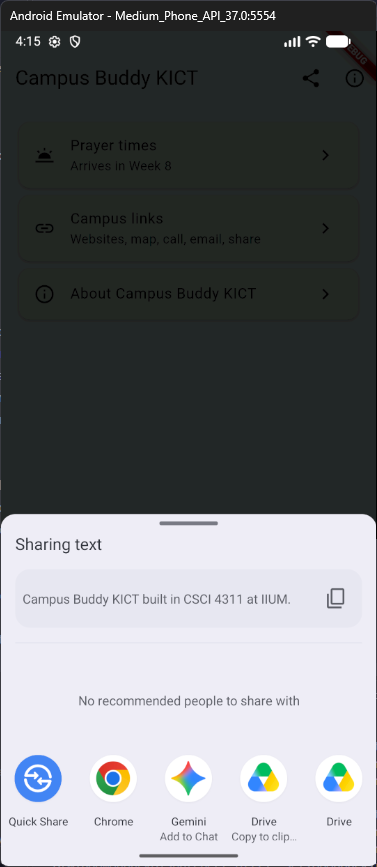 Android Emulator - Medium_Phone_API_37.0:5554
4:15
DEBUG
Campus Buddy KICT
Prayer times
Arrives in Week 8
Campus links
Websites, map, call, email, share
About Campus Buddy KICT
Sharing text
Campus Buddy KICT built in CSCI 4311 at IIUM.
No recommended people to share with
Quick Share
Chrome
Gemini
Add to Chat
Drive
Copy to clip...
Drive